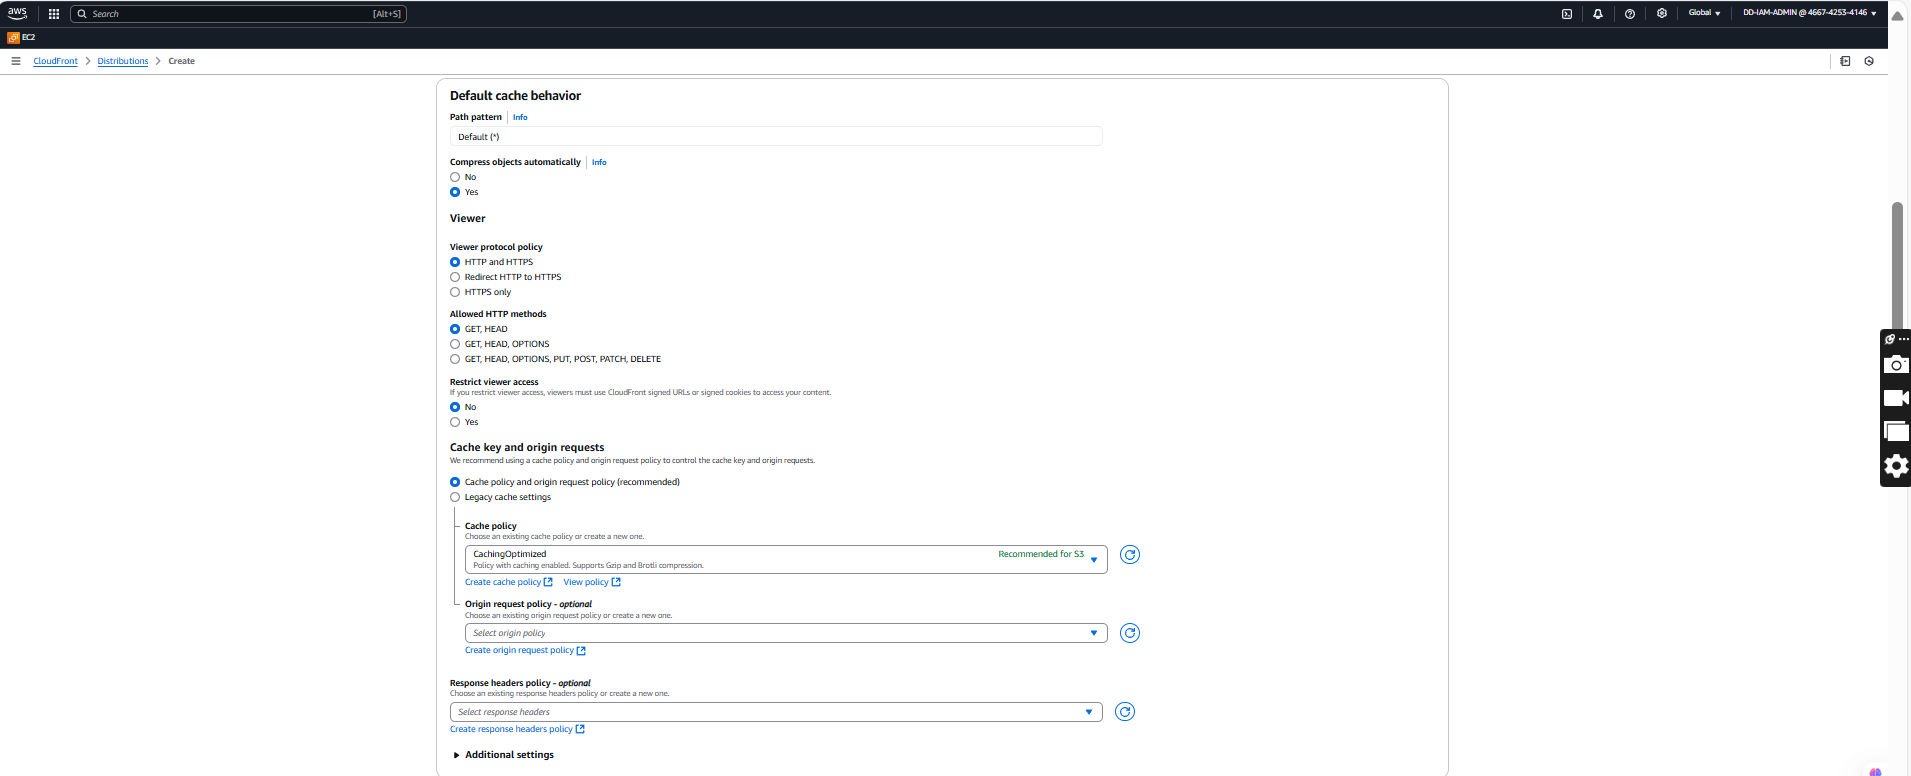 aws
Search [Alt+S]
Global
DD-IAM-ADMIN @ 4667-4253-4146
EC2
CloudFront > Distributions > Create
Default cache behavior
Path pattern | Info
Default (*)
Compress objects automatically | Info
No
Yes
Viewer
Viewer protocol policy
HTTP and HTTPS
Redirect HTTP to HTTPS
HTTPS only
Allowed HTTP methods
GET, HEAD
GET, HEAD, OPTIONS
GET, HEAD, OPTIONS, PUT, POST, PATCH, DELETE
Restrict viewer access
If you restrict viewer access, viewers must use CloudFront signed URLs or signed cookies to access your content.
No
Yes
Cache key and origin requests
We recommend using a cache policy and origin request policy to control the cache key and origin requests.
Cache policy and origin request policy (recommended)
Legacy cache settings
Cache policy
Choose an existing cache policy or create a new one.
CachingOptimized Recommended for S3
Policy with caching enabled. Supports Gzip and Brotli compression.
Create cache policy View policy
Origin request policy - optional
Choose an existing origin request policy or create a new one.
Select origin policy
Create origin request policy
Response headers policy - optional
Choose an existing response headers policy or create a new one.
Select response headers
Create response headers policy
Additional settings